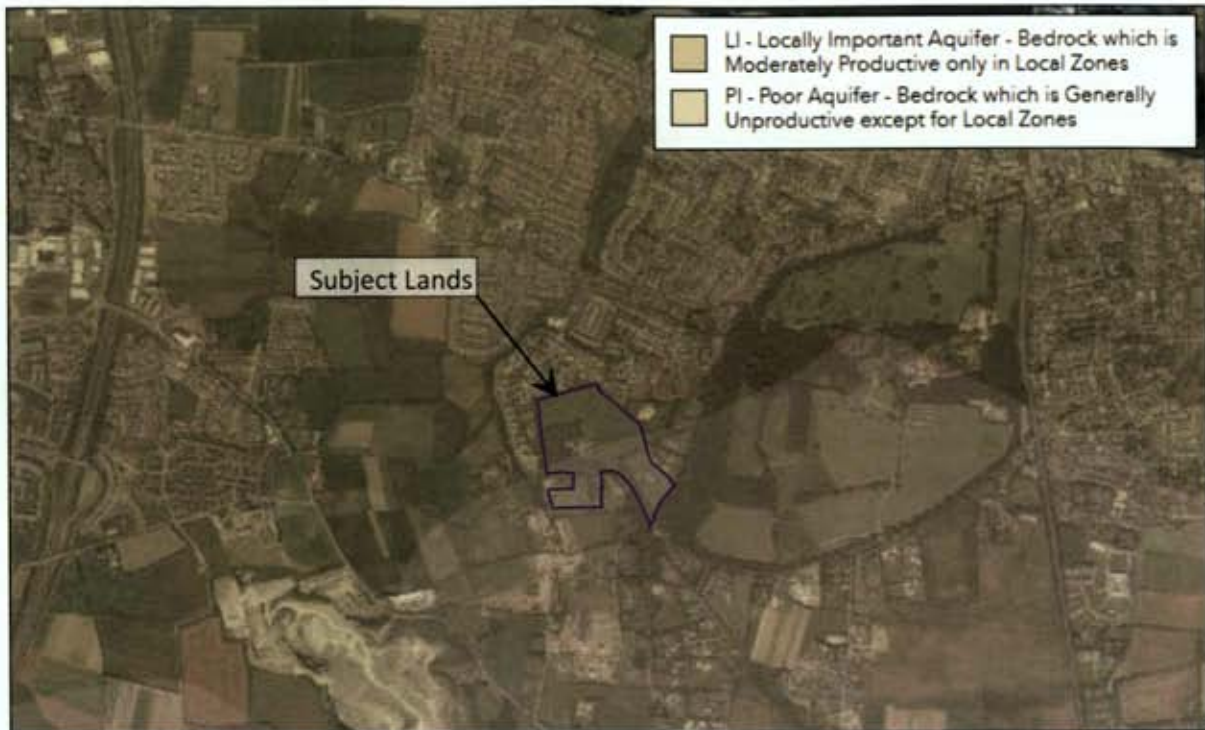 LI - Locally Important Aquifer - Bedrock which is
Moderately Productive only in Local Zones
PI - Poor Aquifer - Bedrock which is Generally
Unproductive except for Local Zones
Subject Lands